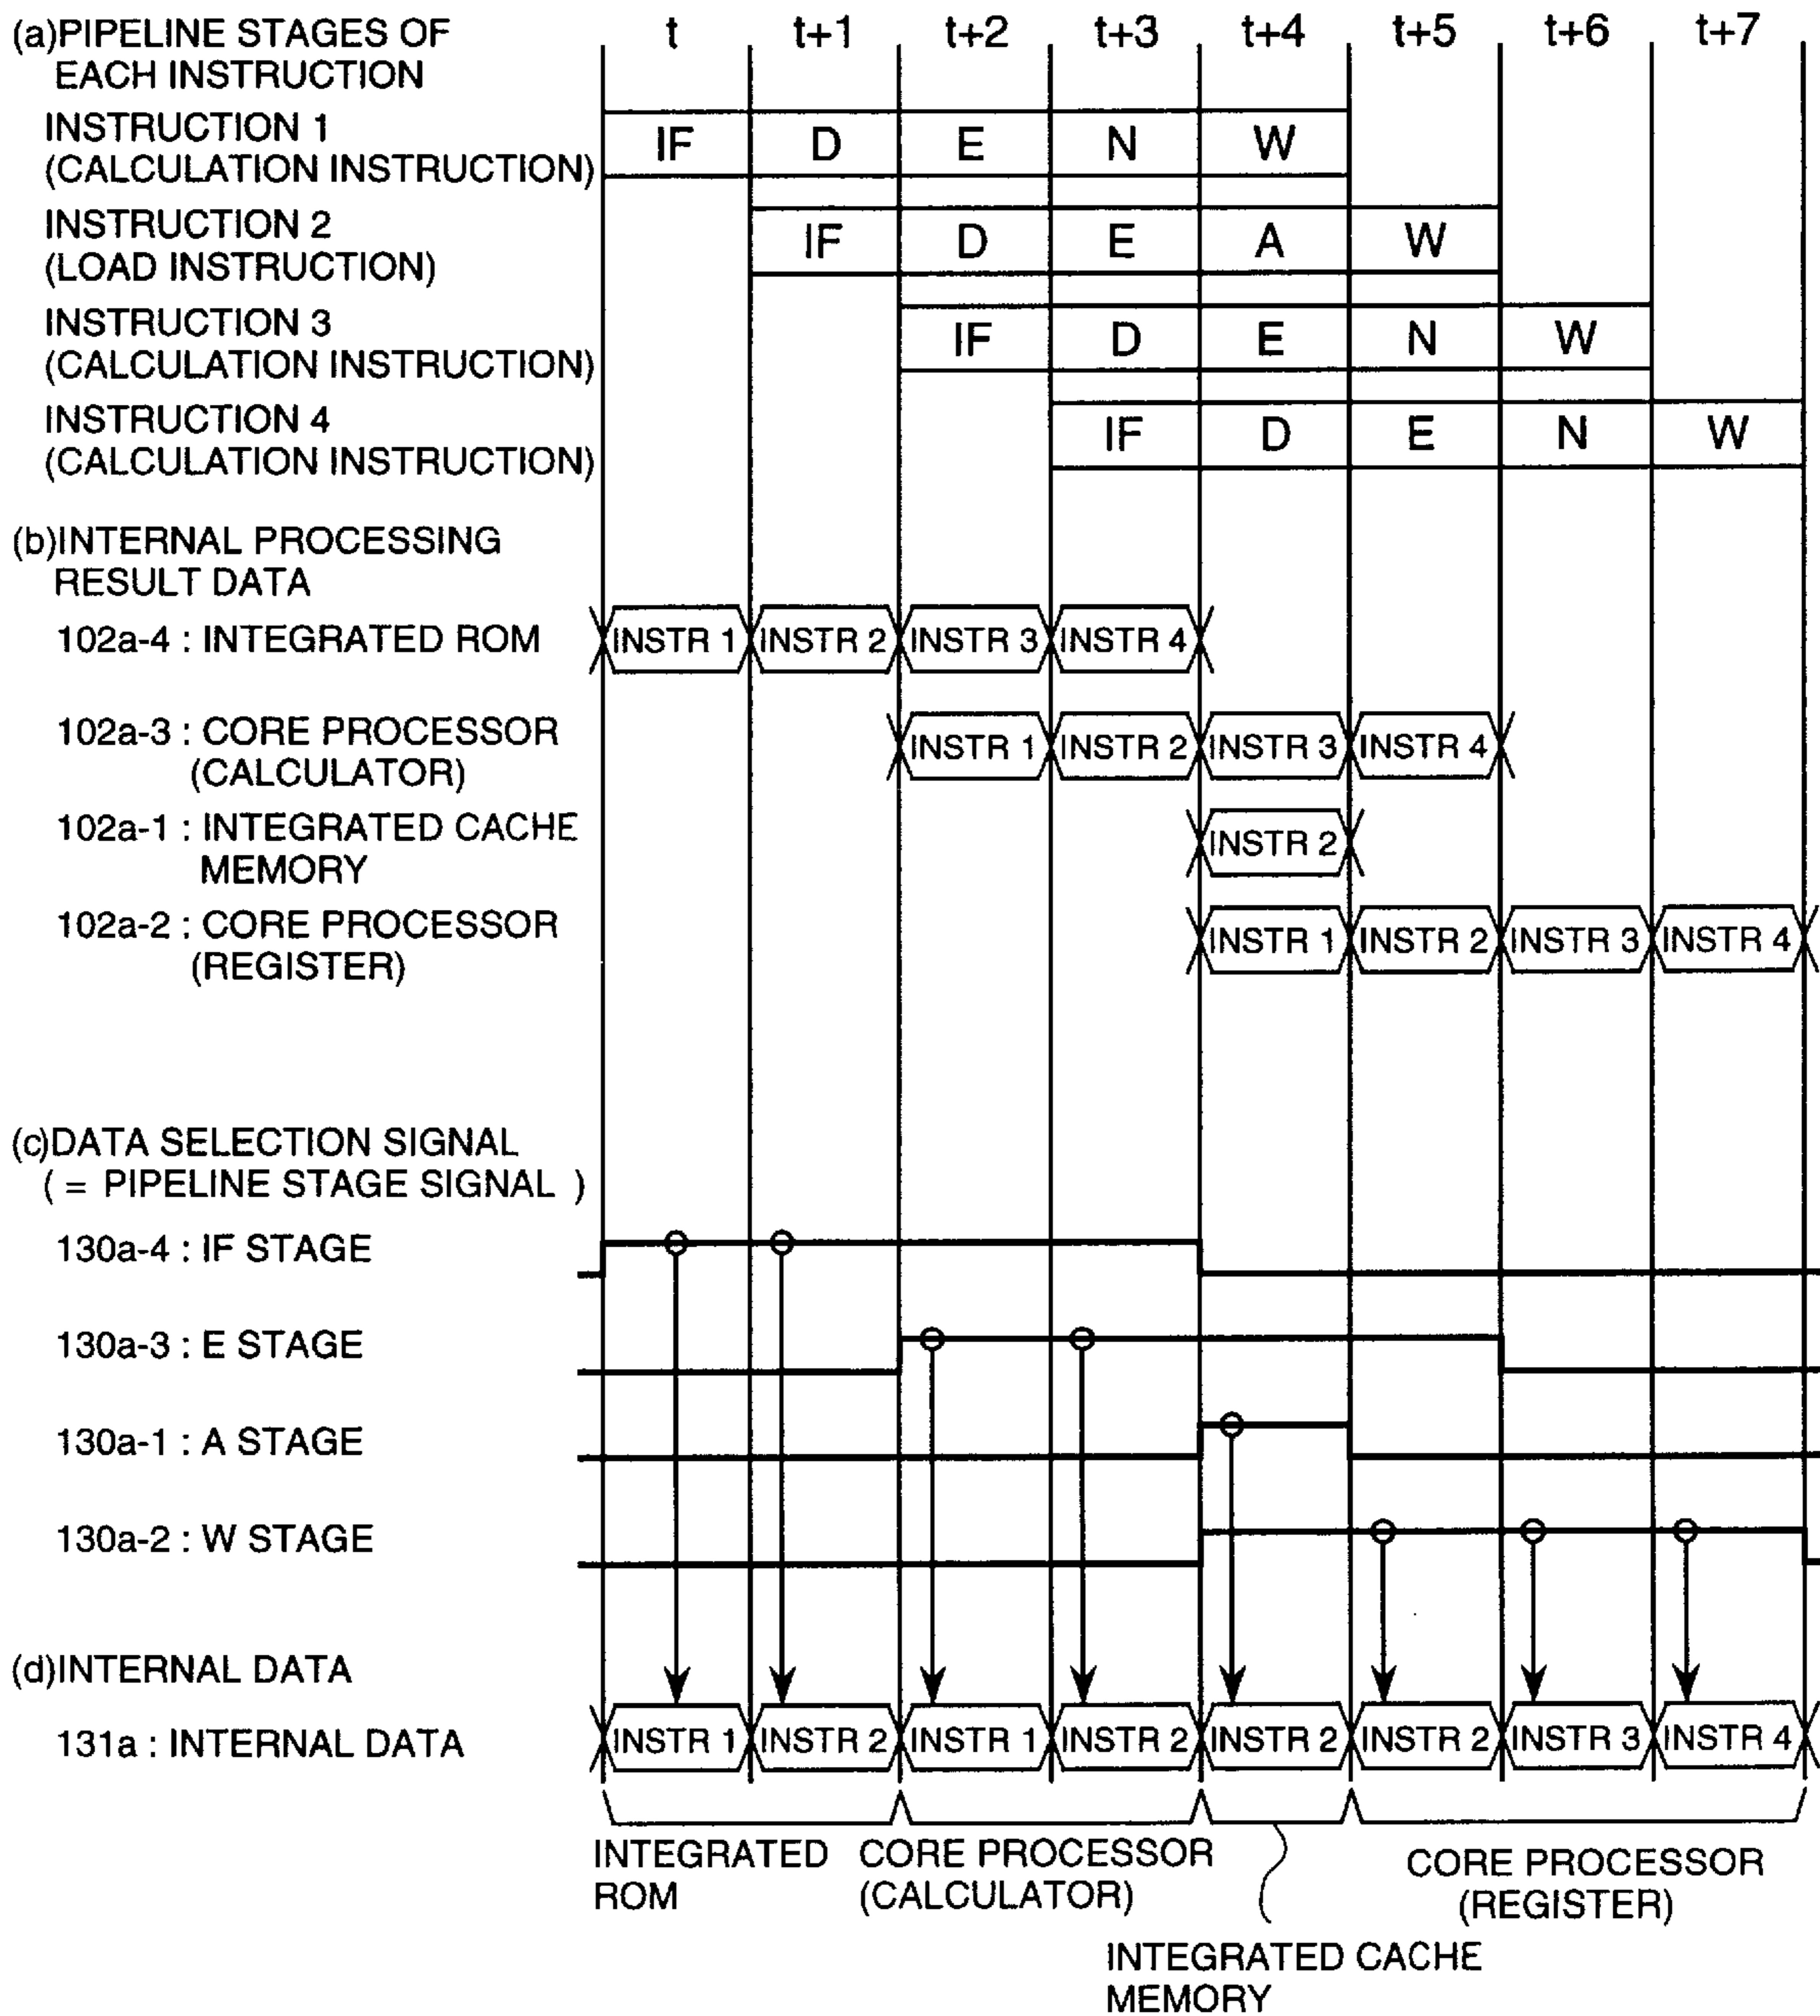 (a)PIPELINE STAGES OF t t+1 t+2 t+3 t+4 t+5 t+6 t+7
EACH INSTRUCTION
INSTRUCTION 1
(CALCULATION INSTRUCTION) IF D E N W
INSTRUCTION 2
(LOAD INSTRUCTION) IF D E A W
INSTRUCTION 3
(CALCULATION INSTRUCTION) IF D E N W
INSTRUCTION 4
(CALCULATION INSTRUCTION) IF D E N W
(b)INTERNAL PROCESSING
RESULT DATA
102a-4 : INTEGRATED ROM INSTR 1 INSTR 2 INSTR 3 INSTR 4
102a-3 : CORE PROCESSOR INSTR 1 INSTR 2 INSTR 3 INSTR 4
(CALCULATOR)
102a-1 : INTEGRATED CACHE INSTR 2
MEMORY
102a-2 : CORE PROCESSOR INSTR 1 INSTR 2 INSTR 3 INSTR 4
(REGISTER)
(c)DATA SELECTION SIGNAL
( = PIPELINE STAGE SIGNAL )
130a-4 : IF STAGE
130a-3 : E STAGE
130a-1 : A STAGE
130a-2 : W STAGE
(d)INTERNAL DATA
131a : INTERNAL DATA INSTR 1 INSTR 2 INSTR 1 INSTR 2 INSTR 2 INSTR 2 INSTR 3 INSTR 4
INTEGRATED
ROM
CORE PROCESSOR
(CALCULATOR)
CORE PROCESSOR
(REGISTER)
INTEGRATED CACHE
MEMORY